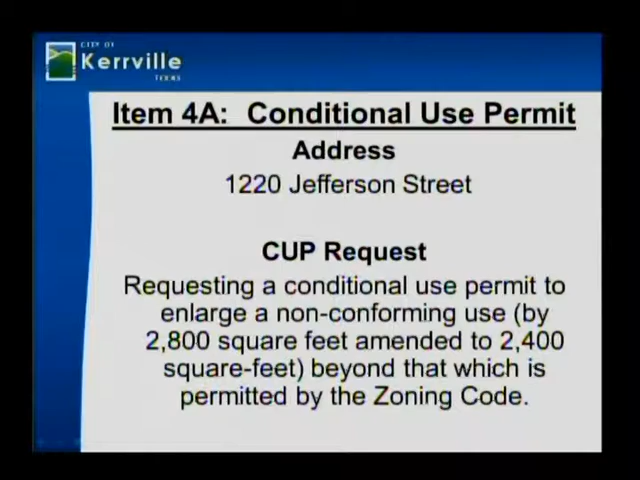 CITY OF
Kerrville
TEXAS
Item 4A: Conditional Use Permit
Address
1220 Jefferson Street
CUP Request
Requesting a conditional use permit to
enlarge a non-conforming use (by
2,800 square feet amended to 2,400
square-feet) beyond that which is
permitted by the Zoning Code.